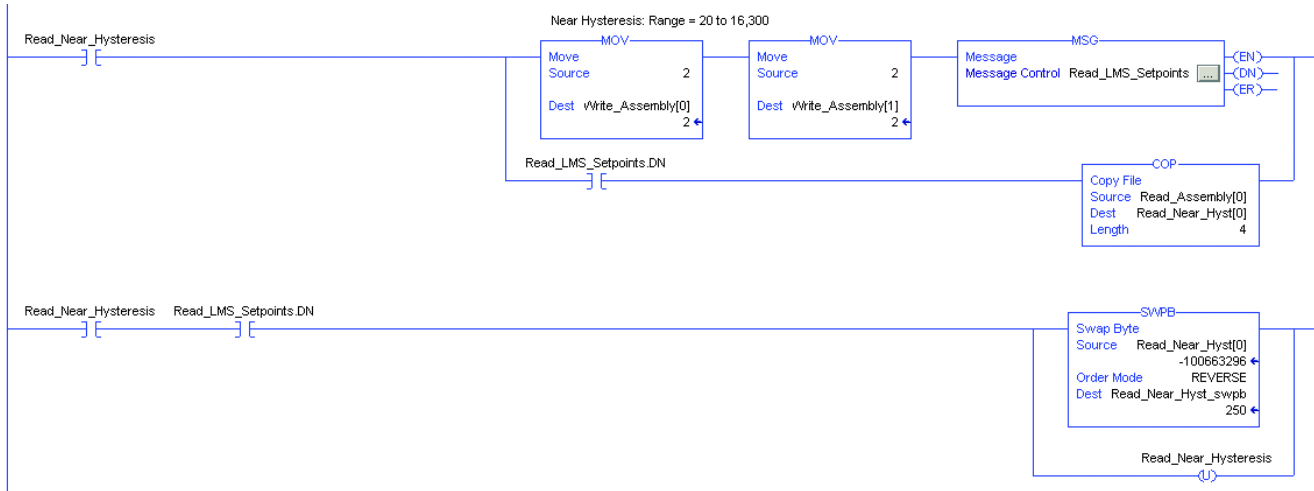 Near Hysteresis: Range = 20 to 16,300
Read_Near_Hysteresis
MOV
Move
Source 2
Dest Write_Assembly[0]
2
MOV
Move
Source 2
Dest Write_Assembly[1]
2
MSG
Message
Message Control Read_LMS_Setpoints ...
EN
DN
ER
Read_LMS_Setpoints.DN
COP
Copy File
Source Read_Assembly[0]
Dest Read_Near_Hyst[0]
Length 4
Read_Near_Hysteresis Read_LMS_Setpoints.DN
SWPB
Swap Byte
Source Read_Near_Hyst[0]
-100663296
Order Mode REVERSE
Dest Read_Near_Hyst_swpb
250
Read_Near_Hysteresis
U